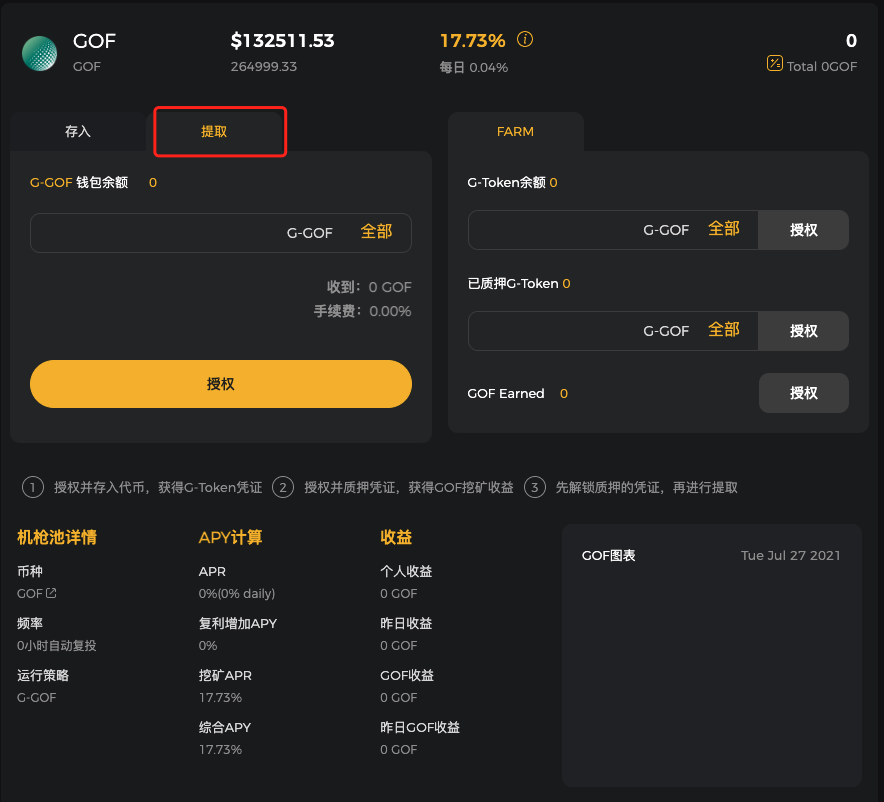 GOF
$132511.53
17.73%
0
GOF
264999.33
每日 0.04%
Total 0GOF
存入
提取
FARM
G-GOF 钱包余额 0
G-GOF 全部
收到：0 GOF
手续费：0.00%
授权
G-Token余额 0
G-GOF 全部 授权
已质押G-Token 0
G-GOF 全部 授权
GOF Earned 0 授权
1 授权并存入代币，获得G-Token凭证 2 授权并质押凭证，获得GOF挖矿收益 3 先解锁质押的凭证，再进行提取
机枪池详情
币种
GOF
频率
0小时自动复投
运行策略
G-GOF
APY计算
APR
0%(0% daily)
复利增加APY
0%
挖矿APR
17.73%
综合APY
17.73%
收益
个人收益
0 GOF
昨日收益
0 GOF
GOF收益
0 GOF
昨日GOF收益
0 GOF
GOF图表 Tue Jul 27 2021